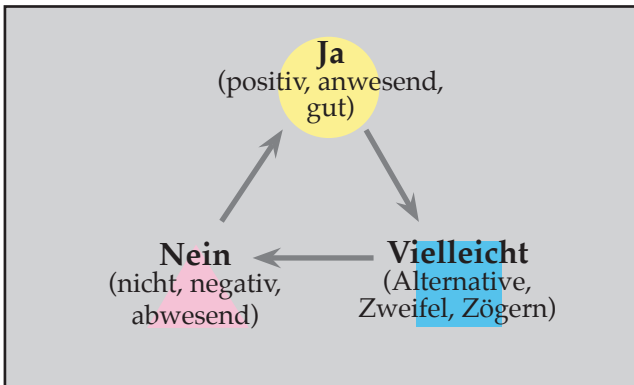 Ja
(positiv, anwesend,
gut)
Nein
(nicht, negativ,
abwesend)
Vielleicht
(Alternative,
Zweifel, Zögern)